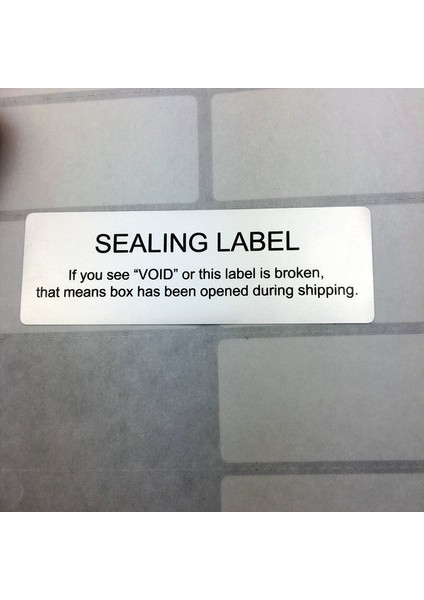 SEALING LABEL
If you see “VOID” or this label is broken,
that means box has been opened during shipping.